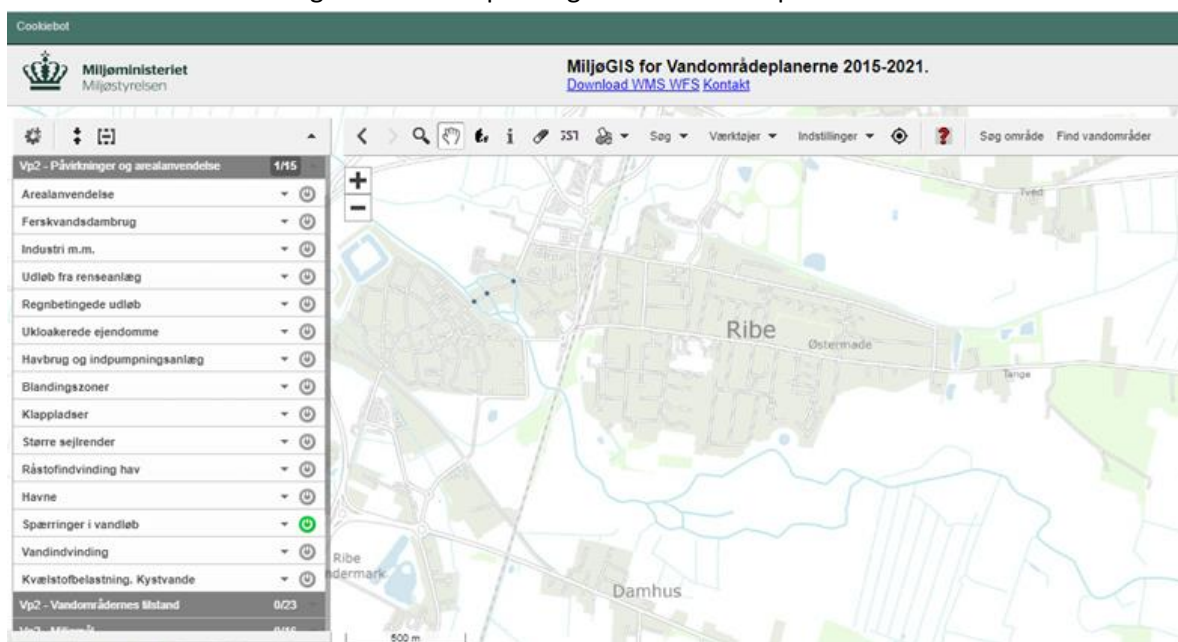 Cookiebot
Miljøministeriet
Miljøstyrelsen
MiljøGIS for Vandområdeplanerne 2015-2021.
Download WMS WFS Kontakt
Søg
Værktøjer
Indstillinger
Søg område
Find vandområder
Vp2 - Påvirkninger og arealanvendelse 1/15
Arealanvendelse
Ferskvandsdambrug
Industri m.m.
Udløb fra renseanlæg
Regnbetingede udløb
Ukloakerede ejendomme
Havbrug og indpumpningsanlæg
Blandingszoner
Klappladser
Større sejlrender
Råstofindvinding hav
Havne
Spærringer i vandløb
Vandindvinding
Kvælstofbelastning. Kystvande
Vp2 - Vandområdernes tilstand 0/23
Tved
Ribe
Østermade
Tange
Ribe
Damhus
500 m